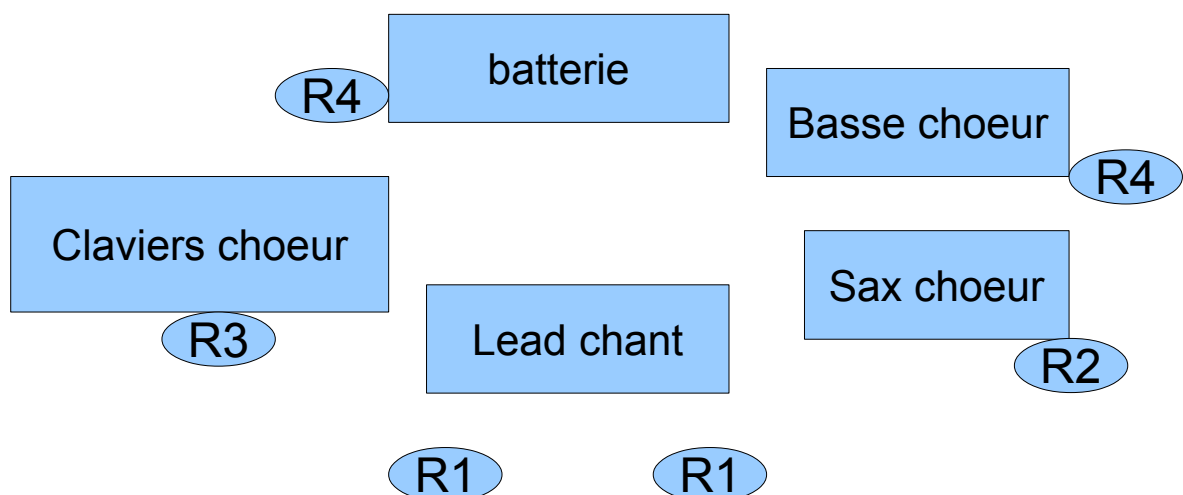 batterie
R4
Basse choeur
R4
Claviers choeur
Sax choeur
R3
Lead chant
R2
R1
R1